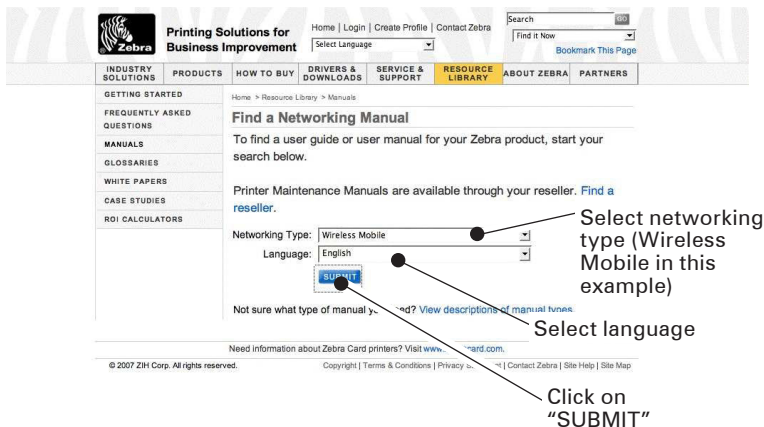 Zebra
Printing Solutions for
Business Improvement
Home | Login | Create Profile | Contact Zebra
Select Language
Search
GO
Find it Now
Bookmark This Page
INDUSTRY SOLUTIONS
PRODUCTS
HOW TO BUY
DRIVERS & DOWNLOADS
SERVICE & SUPPORT
RESOURCE LIBRARY
ABOUT ZEBRA
PARTNERS
GETTING STARTED
FREQUENTLY ASKED
QUESTIONS
MANUALS
GLOSSARIES
WHITE PAPERS
CASE STUDIES
ROI CALCULATORS
Home > Resource Library > Manuals
Find a Networking Manual
To find a user guide or user manual for your Zebra product, start your
search below.
Printer Maintenance Manuals are available through your reseller. Find a
reseller.
Networking Type: Wireless Mobile
Language: English
SUBMIT
Not sure what type of manual you need? View descriptions of manual types.
Need information about Zebra Card printers? Visit
© 2007 ZIH Corp. All rights reserved.
Copyright | Terms & Conditions | Privacy | Contact Zebra | Site Help | Site Map
Select networking
type (Wireless
Mobile in this
example)
Select language
Click on
“SUBMIT”